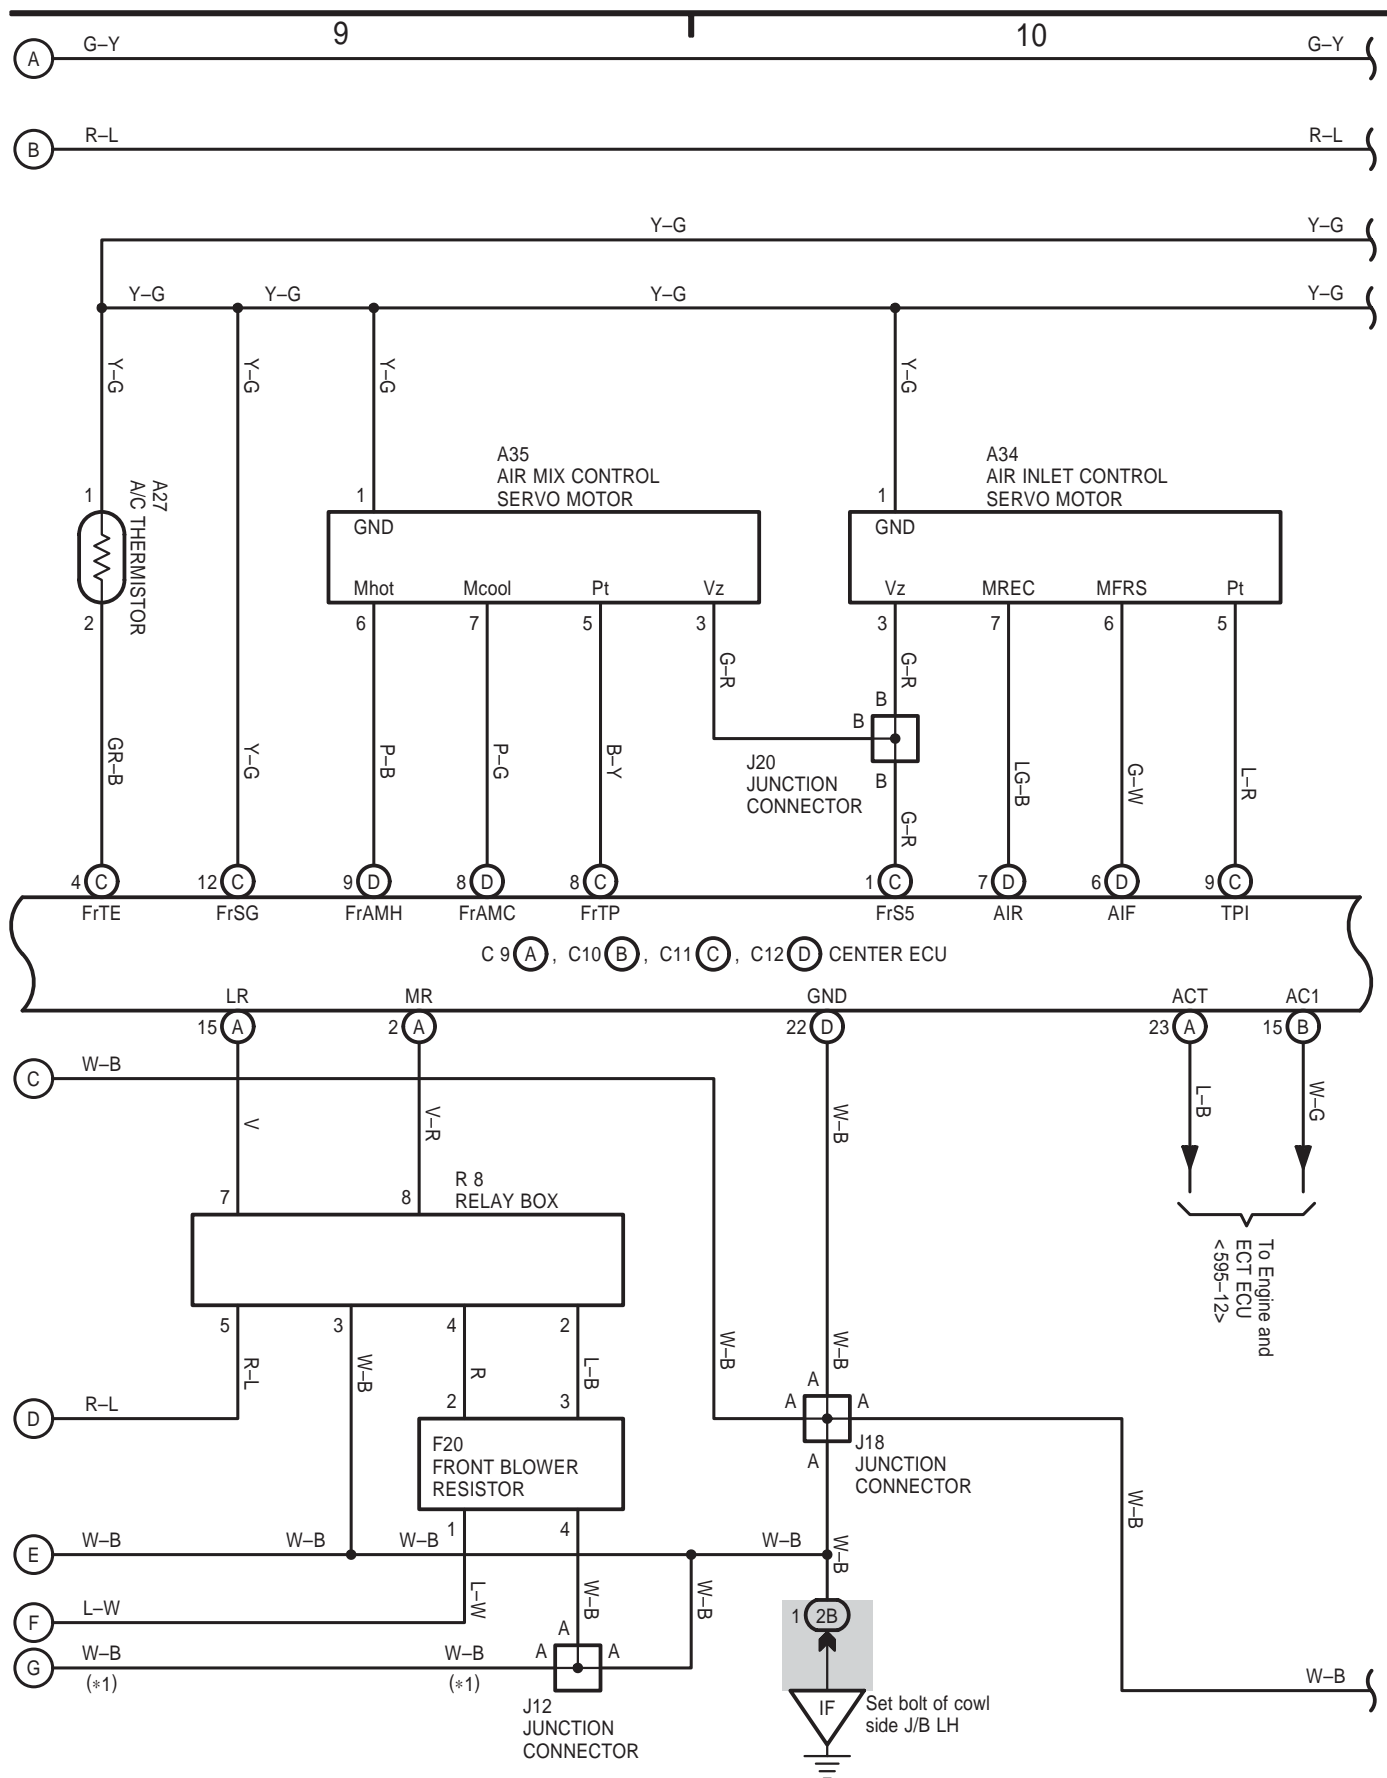 9
10
A
G–Y
G–Y
B
R–L
R–L
Y–G
Y–G
Y–G
Y–G
Y–G
Y–G
Y–G
Y–G
Y–G
Y–G
A27
A/C THERMISTOR
1
2
A35
AIR MIX CONTROL
SERVO MOTOR
1
GND
Mhot
Mcool
Pt
Vz
6
7
5
3
A34
AIR INLET CONTROL
SERVO MOTOR
1
GND
Vz
MREC
MFRS
Pt
3
7
6
5
G–R
G–R
B
B
B
J20
JUNCTION
CONNECTOR
GR–B
Y–G
P–B
P–G
B–Y
G–R
LG–B
G–W
L–R
4 C
12 C
9 D
8 D
8 C
1 C
7 D
6 D
9 C
FrTE
FrSG
FrAMH
FrAMC
FrTP
FrS5
AIR
AIF
TPI
C 9 A , C10 B , C11 C , C12 D CENTER ECU
LR
MR
GND
ACT
AC1
15 A
2 A
22 D
23 A
15 B
C
W–B
V
V–R
W–B
L–B
W–G
7
8
R 8
RELAY BOX
To Engine and
ECT ECU
<595–12>
5
3
4
2
R–L
W–B
R
L–B
W–B
W–B
D
R–L
2
3
A
A
A
A
J18
JUNCTION
CONNECTOR
F20
FRONT BLOWER
RESISTOR
1
4
W–B
E
W–B
W–B
W–B
W–B
W–B
F
L–W
L–W
W–B
W–B
1 2B
G
W–B
(*1)
W–B
(*1)
A
A
A
J12
JUNCTION
CONNECTOR
IF
Set bolt of cowl
side J/B LH
W–B